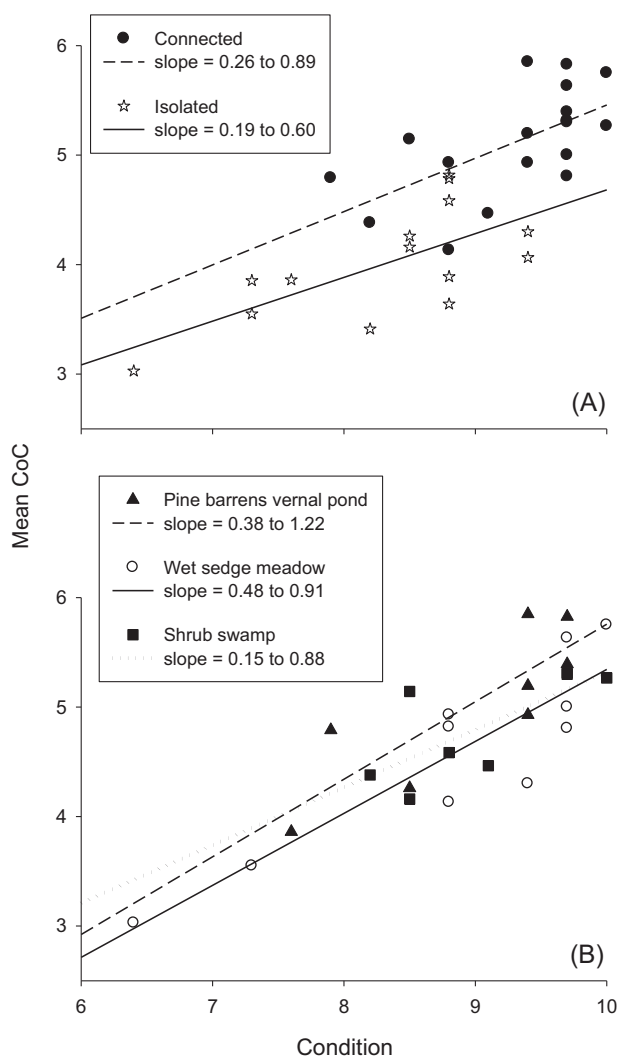 6
Connected
slope = 0.26 to 0.89
Isolated
slope = 0.19 to 0.60
5
4
3
(A)
Mean CoC
Pine barrens vernal pond
slope = 0.38 to 1.22
Wet sedge meadow
slope = 0.48 to 0.91
Shrub swamp
slope = 0.15 to 0.88
6
5
4
3
(B)
6 7 8 9 10
Condition